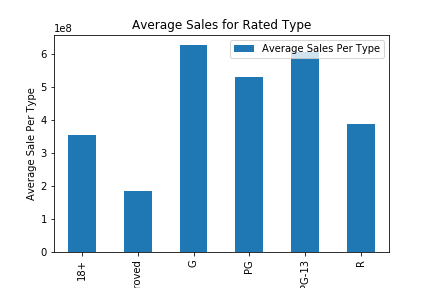 Average Sales for Rated Type
1e8
Average Sales Per Type
6
5
4
3
2
1
0
Average Sale Per Type
18+
roved
G
PG
PG-13
R